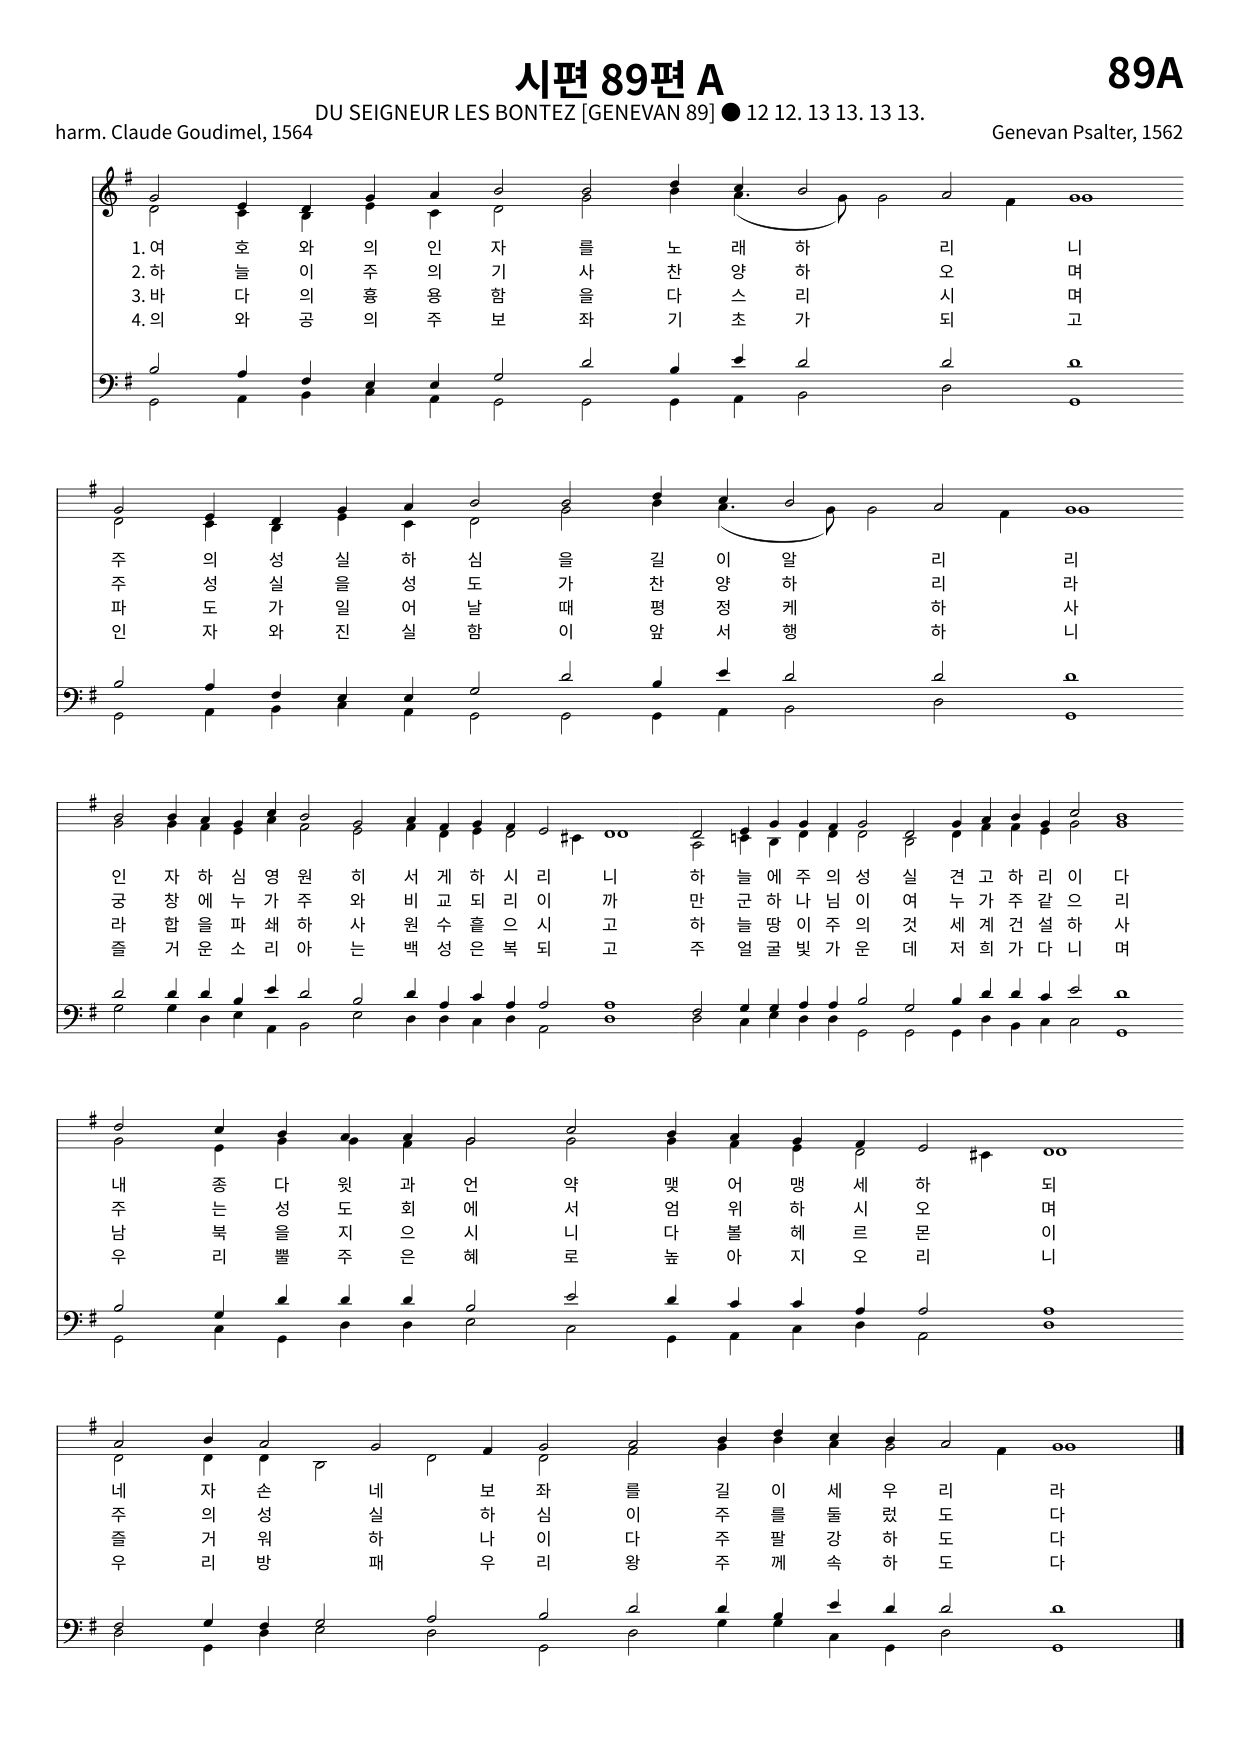 시편 89편 A
89A
DU SEIGNEUR LES BONTEZ [GENEVAN 89] ● 12 12. 13 13. 13 13.
harm. Claude Goudimel, 1564
Genevan Psalter, 1562
1. 여 호 와 의 인 자 를 노 래 하 리 니
2. 하 늘 이 주 의 기 사 찬 양 하 오 며
3. 바 다 의 흉 용 함 을 다 스 리 시 며
4. 의 와 공 의 주 보 좌 기 초 가 되 고
주 의 성 실 하 심 을 길 이 알 리 리
주 성 실 을 성 도 가 찬 양 하 리 라
파 도 가 일 어 날 때 평 정 케 하 사
인 자 와 진 실 함 이 앞 서 행 하 니
인 자 하 심 영 원 히 서 게 하 시 리 니 하 늘 에 주 의 성 실 견 고 하 리 이 다
궁 창 에 누 가 주 와 비 교 되 리 이 까 만 군 하 나 님 이 여 누 가 주 같 으 리
라 합 을 파 쇄 하 사 원 수 흩 으 시 고 하 늘 땅 이 주 의 것 세 계 건 설 하 사
즐 거 운 소 리 아 는 백 성 은 복 되 고 주 얼 굴 빛 가 운 데 저 희 가 다 니 며
내 종 다 윗 과 언 약 맺 어 맹 세 하 되
주 는 성 도 회 에 서 엄 위 하 시 오 며
남 북 을 지 으 시 니 다 볼 헤 르 몬 이
우 리 뿔 주 은 혜 로 높 아 지 오 리 니
네 자 손 네 보 좌 를 길 이 세 우 리 라
주 의 성 실 하 심 이 주 를 둘 렀 도 다
즐 거 워 하 나 이 다 주 팔 강 하 도 다
우 리 방 패 우 리 왕 주 께 속 하 도 다